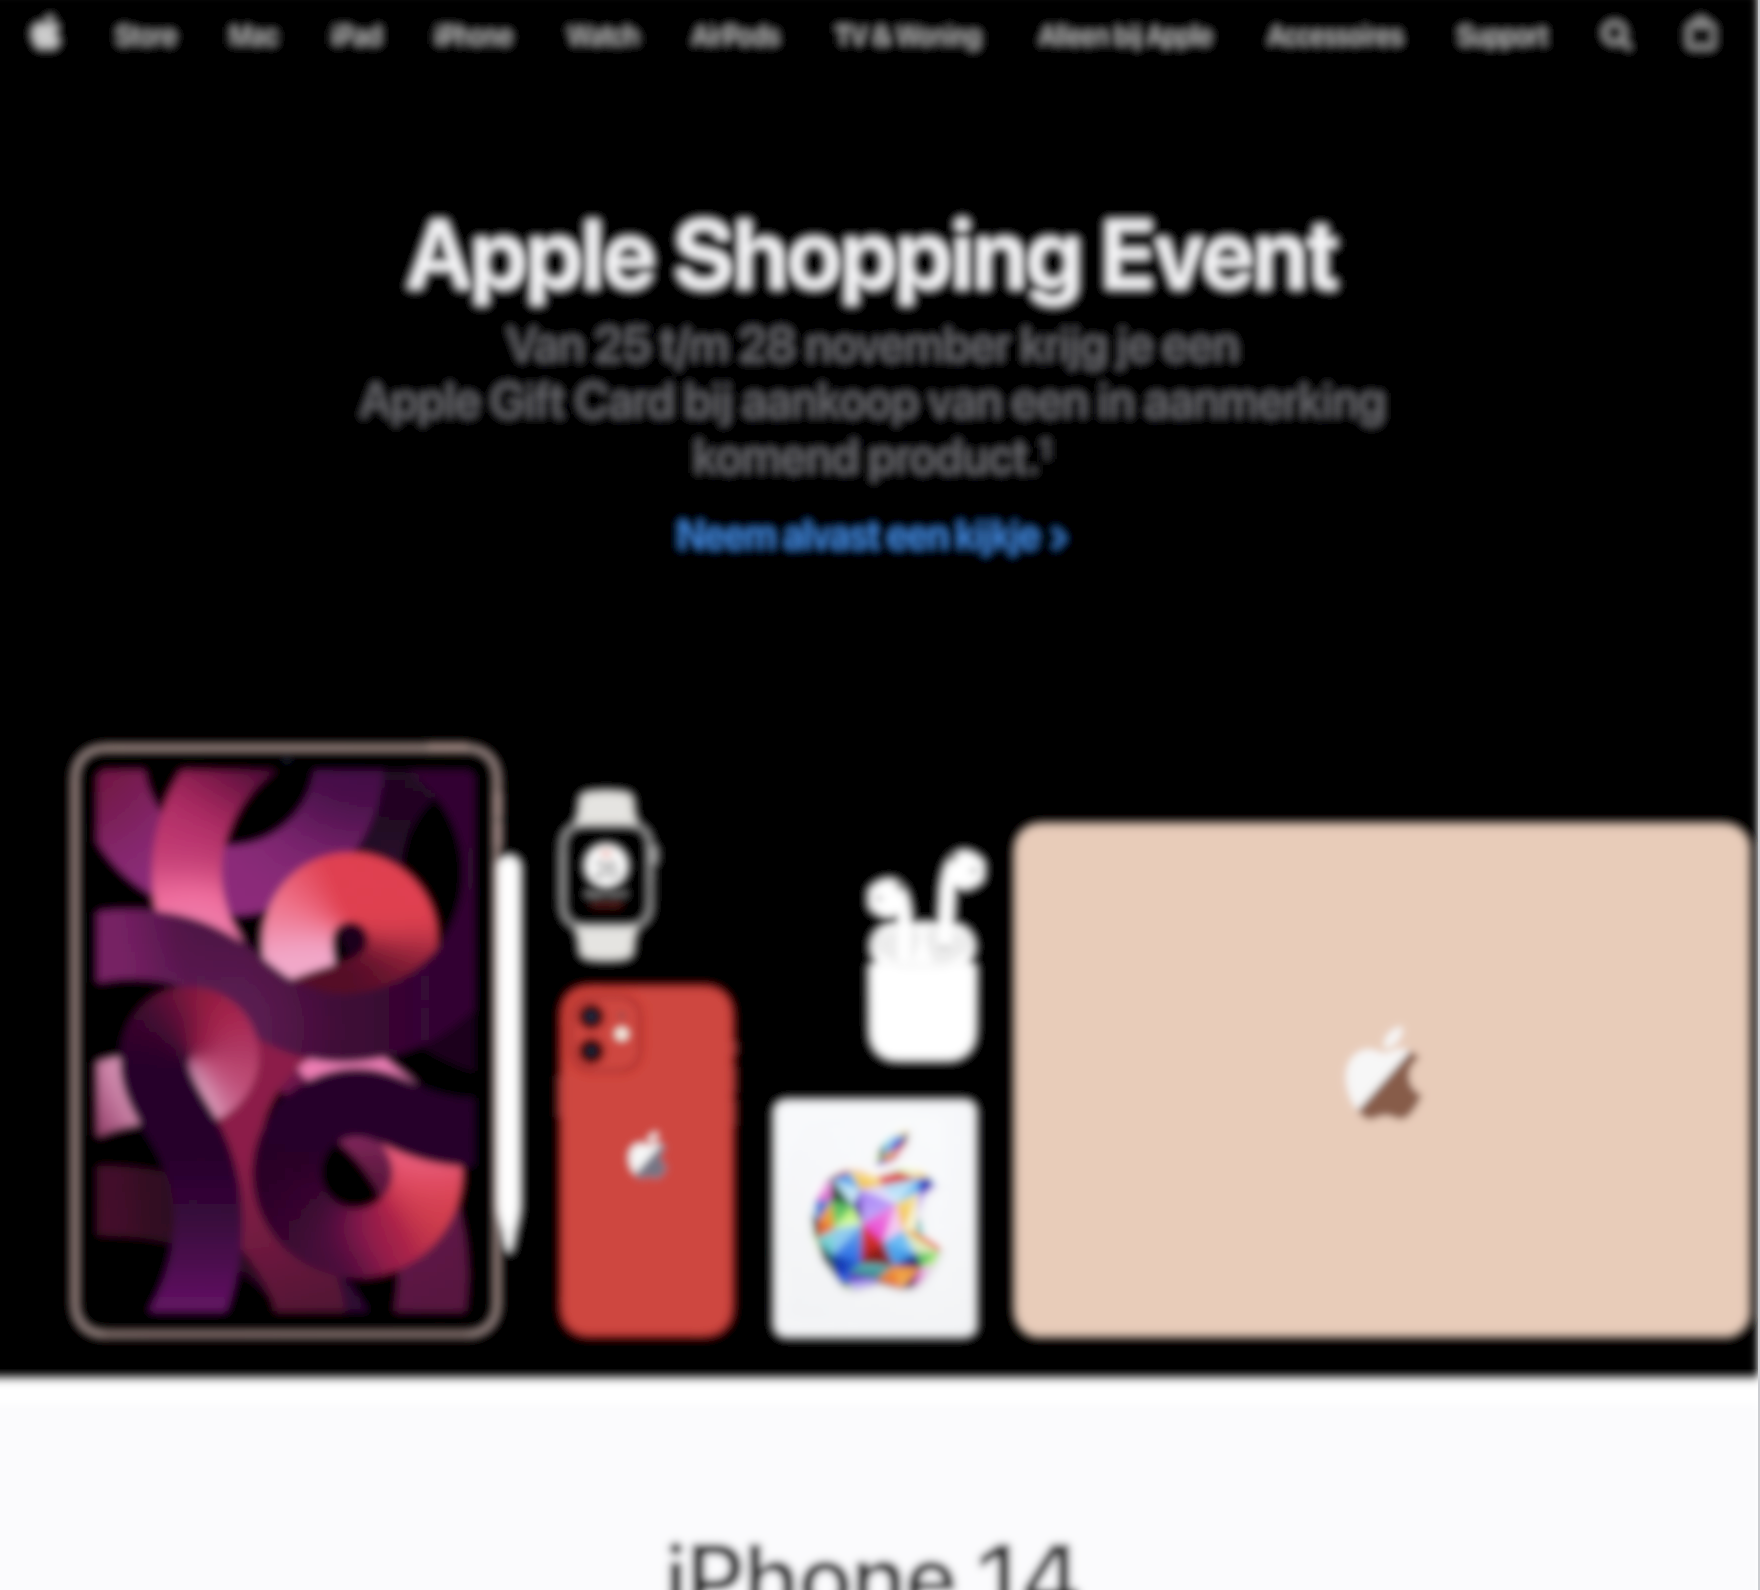 Store Mac iPad iPhone Watch AirPods TV & Woning Alleen bij Apple Accessoires Support
Apple Shopping Event
Van 25 t/m 28 november krijg je een
Apple Gift Card bij aankoop van een in aanmerking
komend product.¹
Neem alvast een kijkje >
iPhone 14